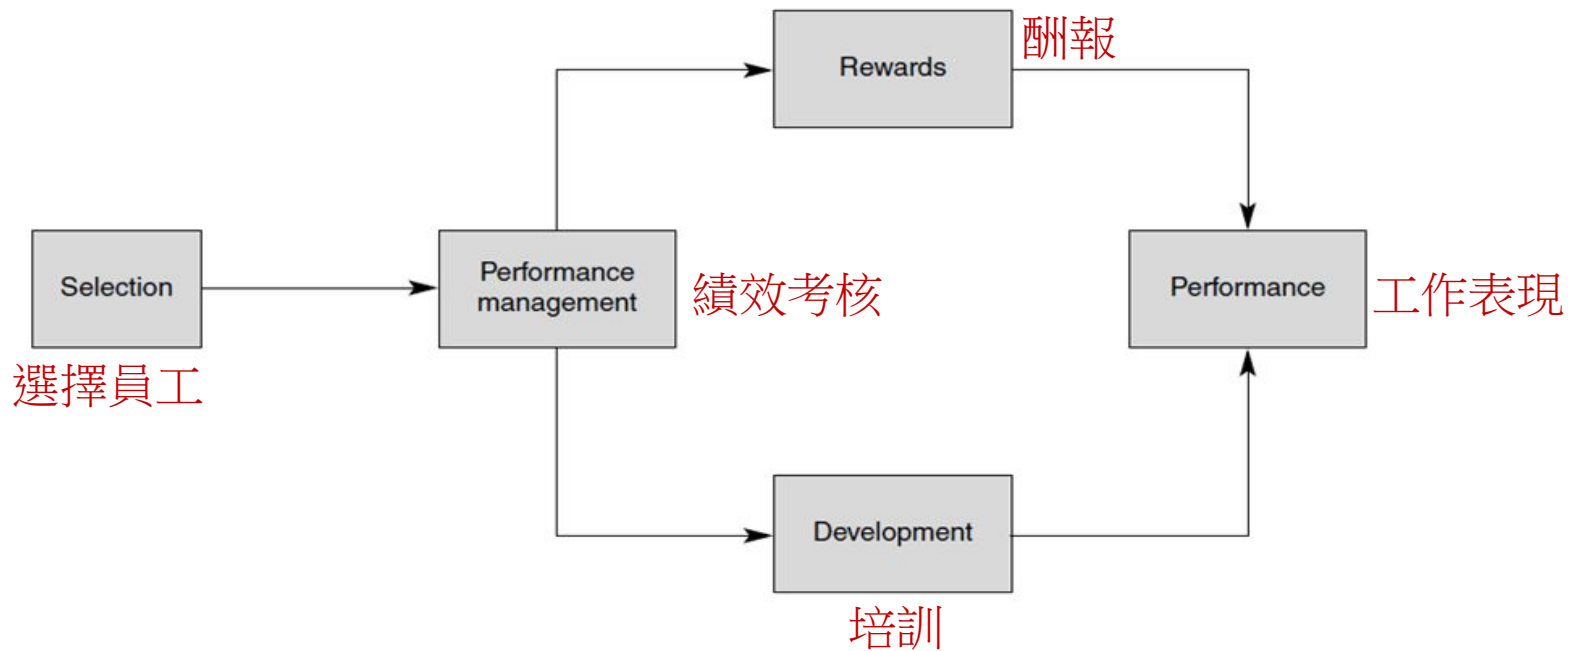 Rewards
酬報
Selection
選擇員工
Performance
management
績效考核
Performance
工作表現
Development
培訓